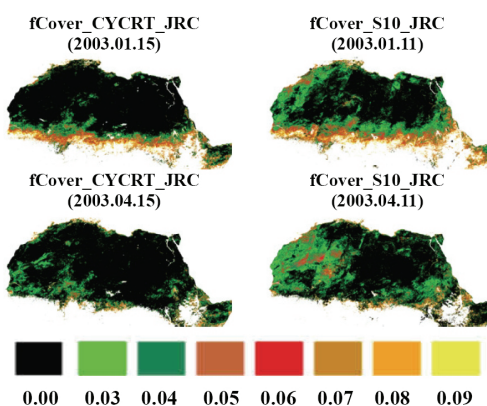 fCover_CYCRT_JRC
(2003.01.15)
fCover_S10_JRC
(2003.01.11)
fCover_CYCRT_JRC
(2003.04.15)
fCover_S10_JRC
(2003.04.11)
0.00 0.03 0.04 0.05 0.06 0.07 0.08 0.09